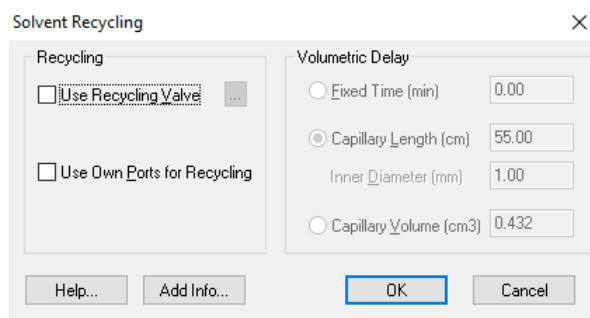 Solvent Recycling
Recycling
Use Recycling Valve
...
Use Own Ports for Recycling
Volumetric Delay
Fixed Time (min)
0.00
Capillary Length (cm)
55.00
Inner Diameter (mm)
1.00
Capillary Volume (cm3)
0.432
Help...
Add Info...
OK
Cancel